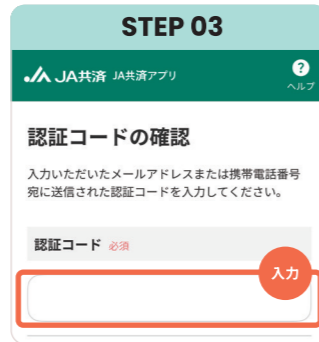 STEP 03
JA共済 JA共済アプリ
?
ヘルプ
認証コードの確認
入力いただいたメールアドレスまたは携帯電話番号
宛に送信された認証コードを入力してください。
認証コード 必須
入力